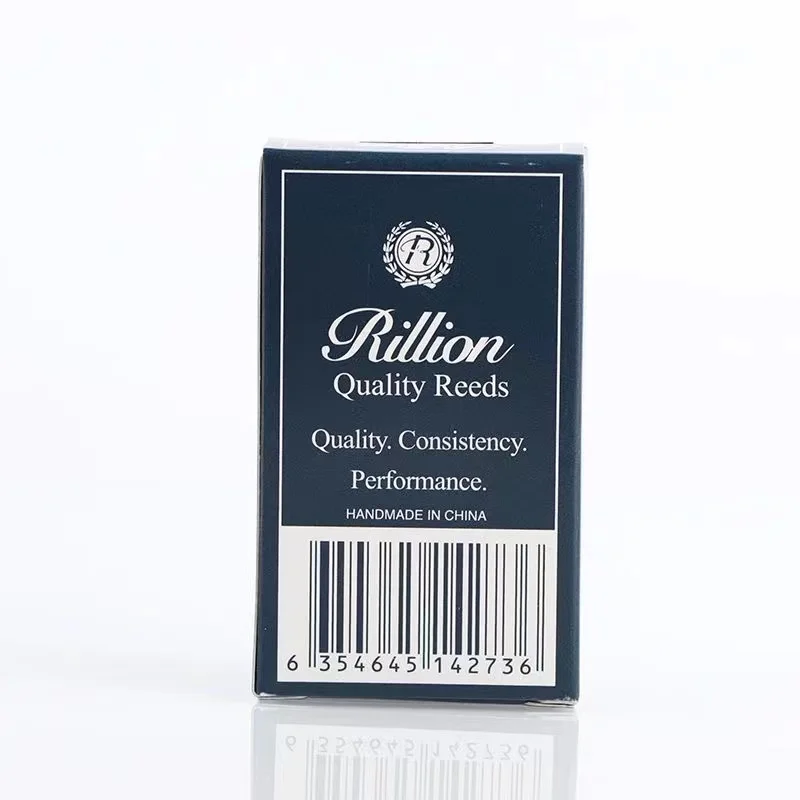 R
Rillion
Quality Reeds
Quality. Consistency.
Performance.
HANDMADE IN CHINA
6 354645 142736